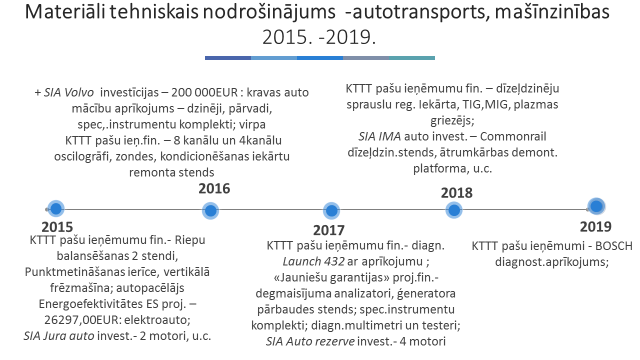 Materiāli tehniskais nodrošinājums -autotransports, mašīnzinības
2015. -2019.
+ SIA Volvo investīcijas – 200 000EUR : kravas auto
mācību aprīkojums – dzinēji, pārvadi,
spec,.instrumentu komplekti; virpa
KTTT pašu ieņ.fin. – 8 kanālu un 4kanālu
oscilogrāfi, zondes, kondicionēšanas iekārtu
remonta stends
2016
KTTT pašu ieņēmumu fin. – dīzeļdzinēju
sprauslu reg. Iekārta, TIG,MIG, plazmas
griezējs;
SIA IMA auto invest. – Commonrail
dīzeļdzin.stends, ātrumkārbas demont.
platforma, u.c.
2018
2015
KTTT pašu ieņēmumu fin.- Riepu
balansēšanas 2 stendi,
Punktmetināšanas ierīce, vertikālā
frēzmašīna; autopacēlājs
Energoefektivitātes ES proj. –
26297,00EUR: elektroauto;
SIA Jura auto invest.- 2 motori, u.c.
2017
KTTT pašu ieņēmumu fin.- diagn.
Launch 432 ar aprīkojumu ;
«Jauniešu garantijas» proj.fin.-
degmaisījuma analizatori, ģeneratora
pārbaudes stends; spec.instrumentu
komplekti; diagn.multimetri un testeri;
SIA Auto rezerve invest.- 4 motori
2019
KTTT pašu ieņēmumi - BOSCH
diagnost.aprīkojums;